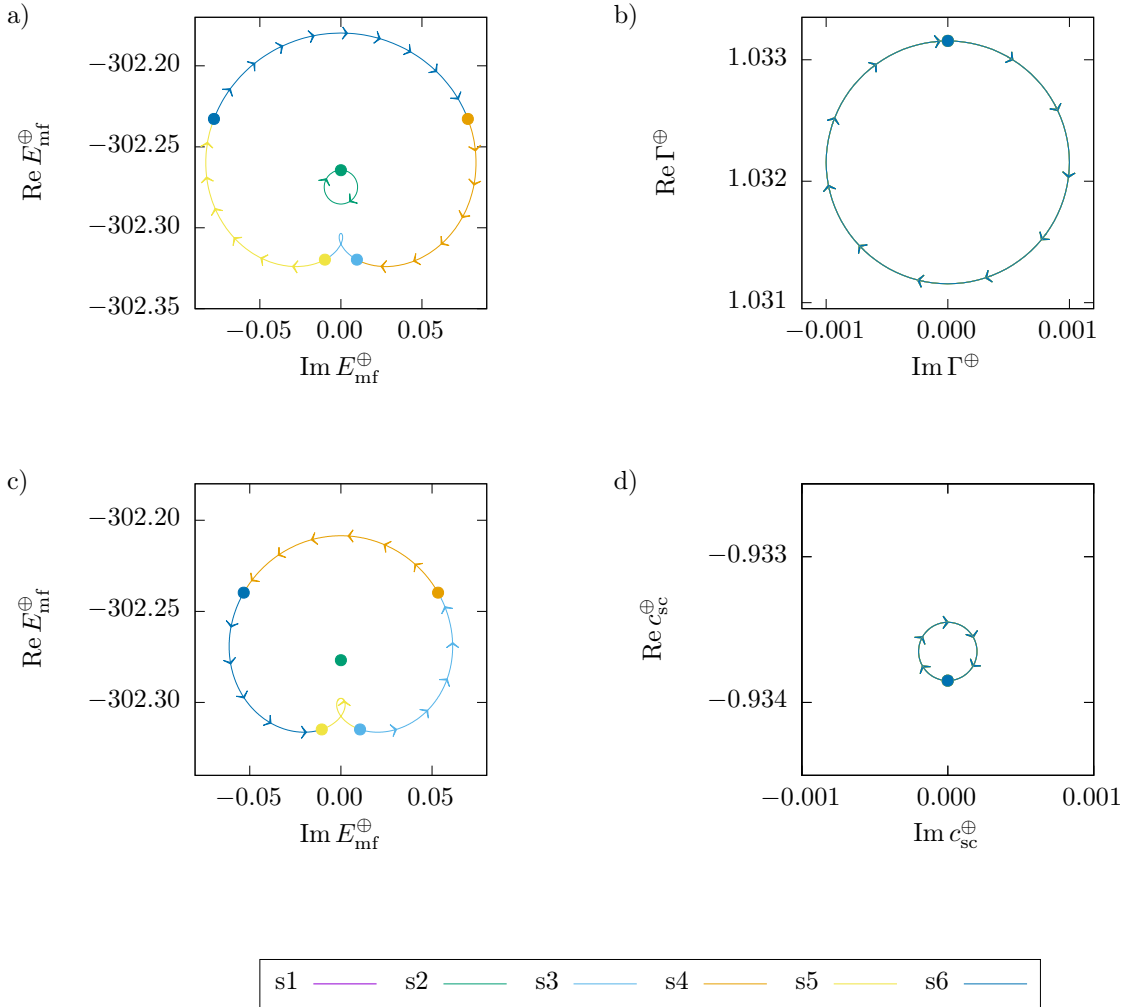 a)
−302.20
−302.25
−302.30
−302.35
−0.05 0.00 0.05
Re E⊕mf
Im E⊕mf
b)
1.033
1.032
1.031
−0.001 0.000 0.001
Re Γ⊕
Im Γ⊕
c)
−302.20
−302.25
−302.30
−0.05 0.00 0.05
Re E⊕mf
Im E⊕mf
d)
−0.933
−0.934
−0.001 0.000 0.001
Re c⊕sc
Im c⊕sc
s1 s2 s3 s4 s5 s6